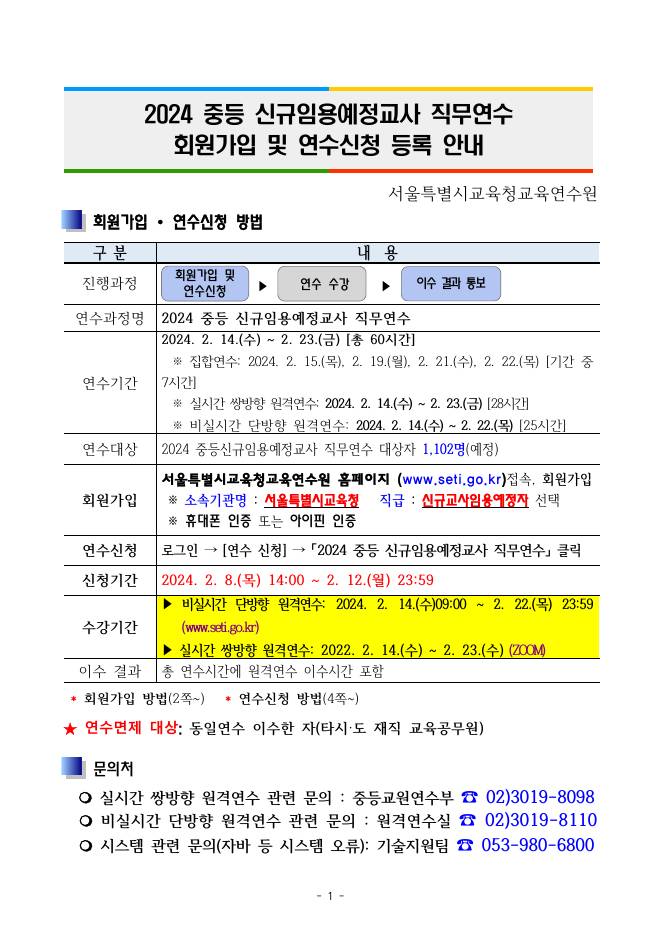 2024 중등 신규임용예정교사 직무연수
회원가입 및 연수신청 등록 안내
서울특별시교육청교육연수원
회원가입 · 연수신청 방법
구 분 내 용
진행과정 회원가입 및 연수신청 ▶ 연수 수강 ▶ 이수 결과 통보
연수과정명 2024 중등 신규임용예정교사 직무연수
연수기간 2024. 2. 14.(수) ~ 2. 23.(금) [총 60시간]
※ 집합연수: 2024. 2. 15.(목), 2. 19.(월), 2. 21.(수), 2. 22.(목) [기간 중
7시간]
※ 실시간 쌍방향 원격연수: 2024. 2. 14.(수) ~ 2. 23.(금) [28시간]
※ 비실시간 단방향 원격연수: 2024. 2. 14.(수) ~ 2. 22.(목) [25시간]
연수대상 2024 중등신규임용예정교사 직무연수 대상자 1,102명(예정)
회원가입 서울특별시교육청교육연수원 홈페이지 (www.seti.go.kr)접속, 회원가입
※ 소속기관명 : 서울특별시교육청 직급 : 신규교사임용예정자 선택
※ 휴대폰 인증 또는 아이핀 인증
연수신청 로그인 → [연수 신청] → ｢2024 중등 신규임용예정교사 직무연수｣ 클릭
신청기간 2024. 2. 8.(목) 14:00 ~ 2. 12.(월) 23:59
수강기간 ▶ 비실시간 단방향 원격연수: 2024. 2. 14.(수)09:00 ~ 2. 22.(목) 23:59
(www.seti.go.kr)
▶ 실시간 쌍방향 원격연수: 2022. 2. 14.(수) ~ 2. 23.(수) (ZOOM)
이수 결과 총 연수시간에 원격연수 이수시간 포함
* 회원가입 방법(2쪽~) * 연수신청 방법(4쪽~)
★ 연수면제 대상: 동일연수 이수한 자(타시·도 재직 교육공무원)
문의처
❍ 실시간 쌍방향 원격연수 관련 문의 : 중등교원연수부 ☎ 02)3019-8098
❍ 비실시간 단방향 원격연수 관련 문의 : 원격연수실 ☎ 02)3019-8110
❍ 시스템 관련 문의(자바 등 시스템 오류): 기술지원팀 ☎ 053-980-6800
- 1 -